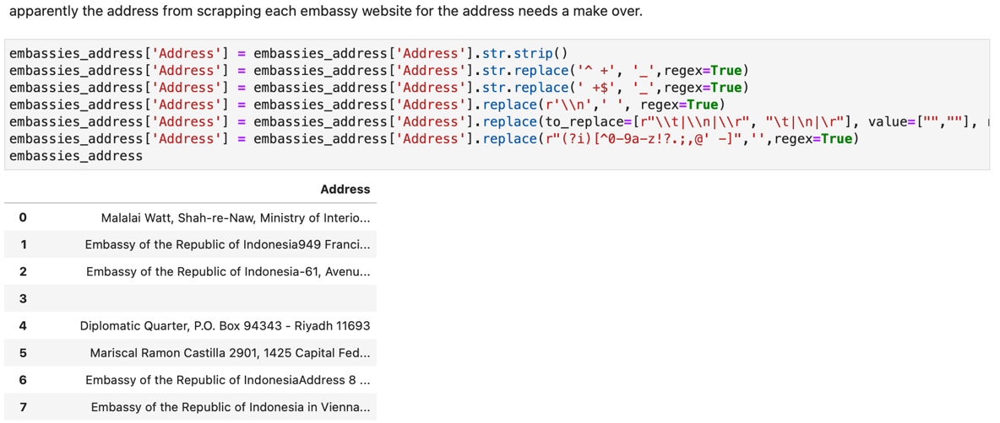 apparently the address from scrapping each embassy website for the address needs a make over.
embassies_address['Address'] = embassies_address['Address'].str.strip()
embassies_address['Address'] = embassies_address['Address'].str.replace('^ +', '_',regex=True)
embassies_address['Address'] = embassies_address['Address'].str.replace(' +$', '_',regex=True)
embassies_address['Address'] = embassies_address['Address'].replace(r'\\n',' ', regex=True)
embassies_address['Address'] = embassies_address['Address'].replace(to_replace=[r"\\t|\\n|\\r", "\t|\n|\r"], value=["",""],
embassies_address['Address'] = embassies_address['Address'].replace(r"(?i)[^0-9a-z!?.;,@' -]",'',regex=True)
embassies_address
Address
0 Malalai Watt, Shah-re-Naw, Ministry of Interio...
1 Embassy of the Republic of Indonesia949 Franci...
2 Embassy of the Republic of Indonesia-61, Avenu...
3
4 Diplomatic Quarter, P.O. Box 94343 - Riyadh 11693
5 Mariscal Ramon Castilla 2901, 1425 Capital Fed...
6 Embassy of the Republic of IndonesiaAddress 8 ...
7 Embassy of the Republic of Indonesia in Vienna...